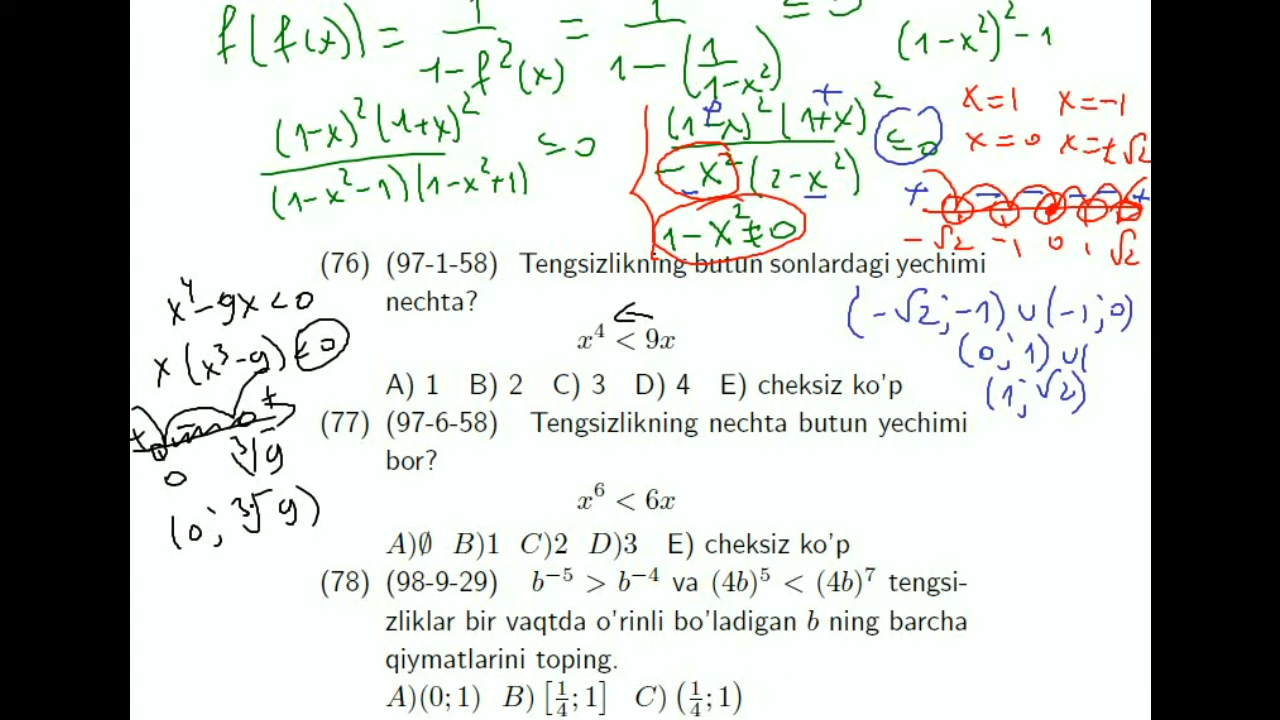 f(f(x)) = 1/(1-f²(x)) = 1/(1-(1/(1-x²)) ≤ 0
(1-x²)²-1
(1-x)²(1+x)²/((1-x²-1)(1-x²+1)) ≤ 0
(1-x)²(1+x)²/(-x²(2-x²)) ≤ 0
1-x² ≠ 0
x=1 x=-1
x=0 x=±√2
+ - - - - +
-√2 -1 0 1 √2
(76) (97-1-58) Tengsizlikning butun sonlardagi yechimi
nechta?
x⁴ < 9x
A) 1 B) 2 C) 3 D) 4 E) cheksiz ko'p
x⁴-9x<0
x(x³-9)<0
+ - +
0 ³√9
(0; ³√9)
(-√2;-1) ∪ (-1;0)
(0;1) ∪(
(1;√2)
(77) (97-6-58) Tengsizlikning nechta butun yechimi
bor?
x⁶ < 6x
A)∅ B)1 C)2 D)3 E) cheksiz ko'p
(78) (98-9-29) b⁻⁵ > b⁻⁴ va (4b)⁵ < (4b)⁷ tengsi-
zliklar bir vaqtda o'rinli bo'ladigan b ning barcha
qiymatlarini toping.
A)(0; 1) B) [1/4; 1] C) (1/4; 1)